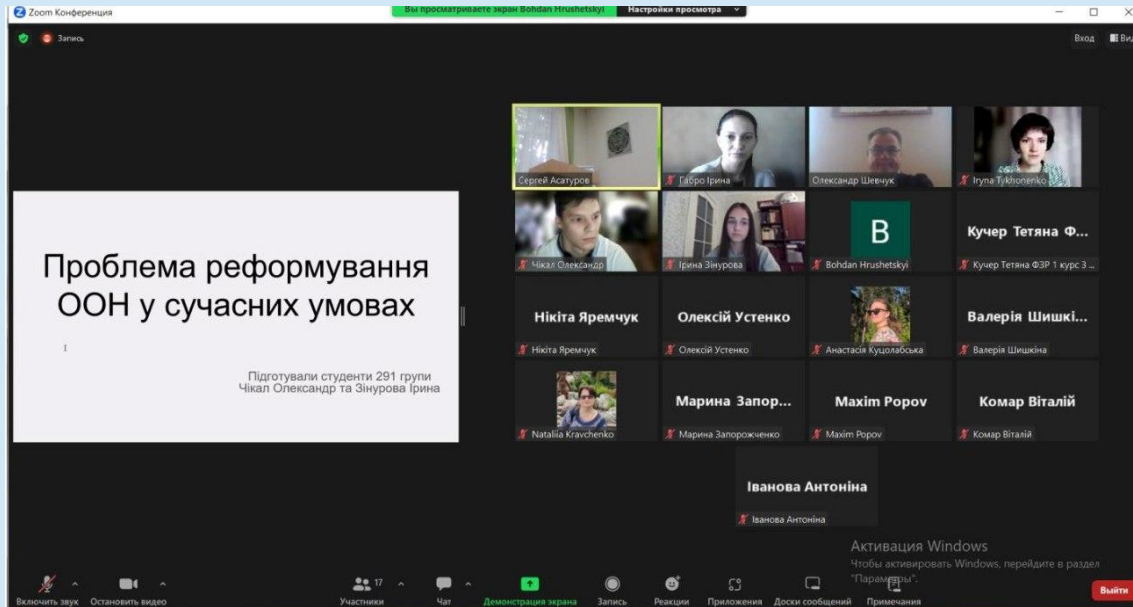 Zoom Конференция
Вы просматриваете экран Bohdan Hrushetskyi
Настройки просмотра
Запись
Вход
Ви
Проблема реформування
ООН у сучасних умовах
Підготували студенти 291 групи
Чікал Олександр та Зінурова Ірина
Сергей Асатуров
Габро Ірина
Олександр Шевчук
Iryna Tykhonenko
Чікал Олександр
Ірина Зінурова
B
Bohdan Hrushetskyi
Кучер Тетяна Ф...
Кучер Тетяна ФЗР 1 курс 3 ...
Нікіта Яремчук
Нікіта Яремчук
Олексій Устенко
Олексій Устенко
Анастасія Куцолабська
Валерія Шишкі...
Валерія Шишкіна
Nataliia Kravchenko
Марина Запор...
Марина Запорожченко
Maxim Popov
Maxim Popov
Комар Віталій
Комар Віталій
Іванова Антоніна
Іванова Антоніна
Активация Windows
Чтобы активировать Windows, перейдите в раздел
"Параметры".
Включить звук
Остановить видео
17
Участники
Чат
Демонстрация экрана
Запись
Реакции
Приложения
Доски сообщений
Примечания
Выйти